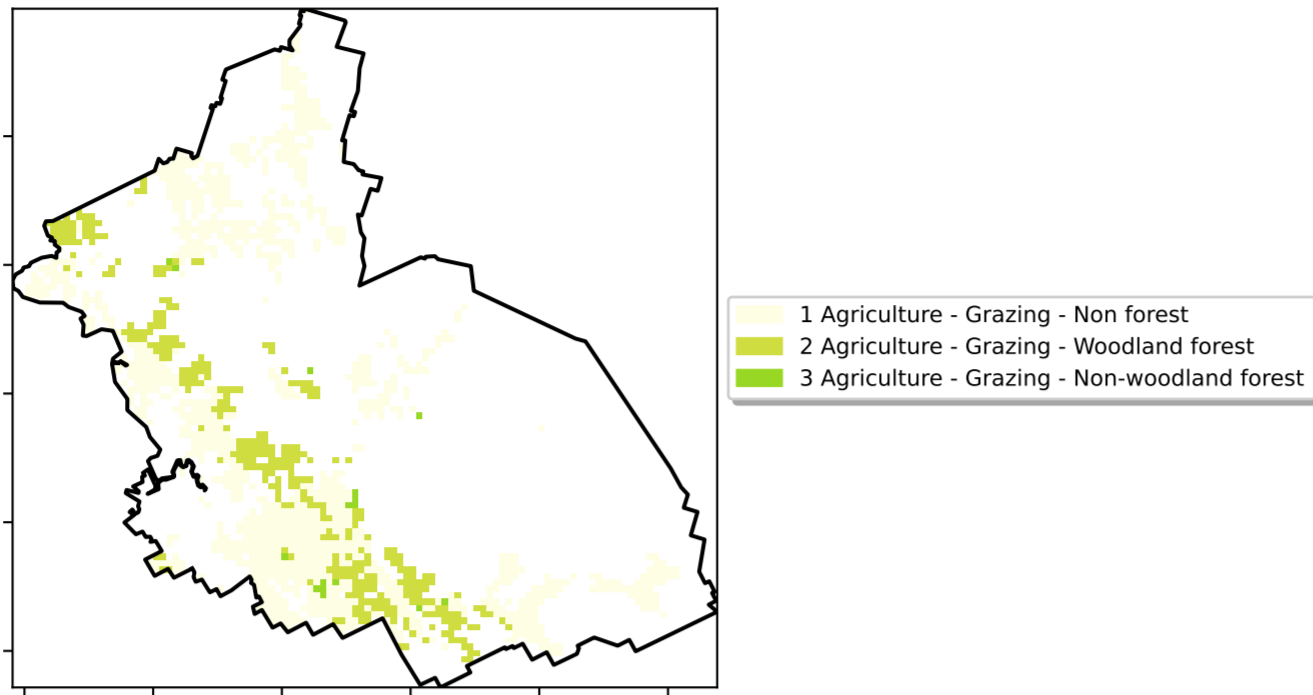 1 Agriculture - Grazing - Non forest
2 Agriculture - Grazing - Woodland forest
3 Agriculture - Grazing - Non-woodland forest